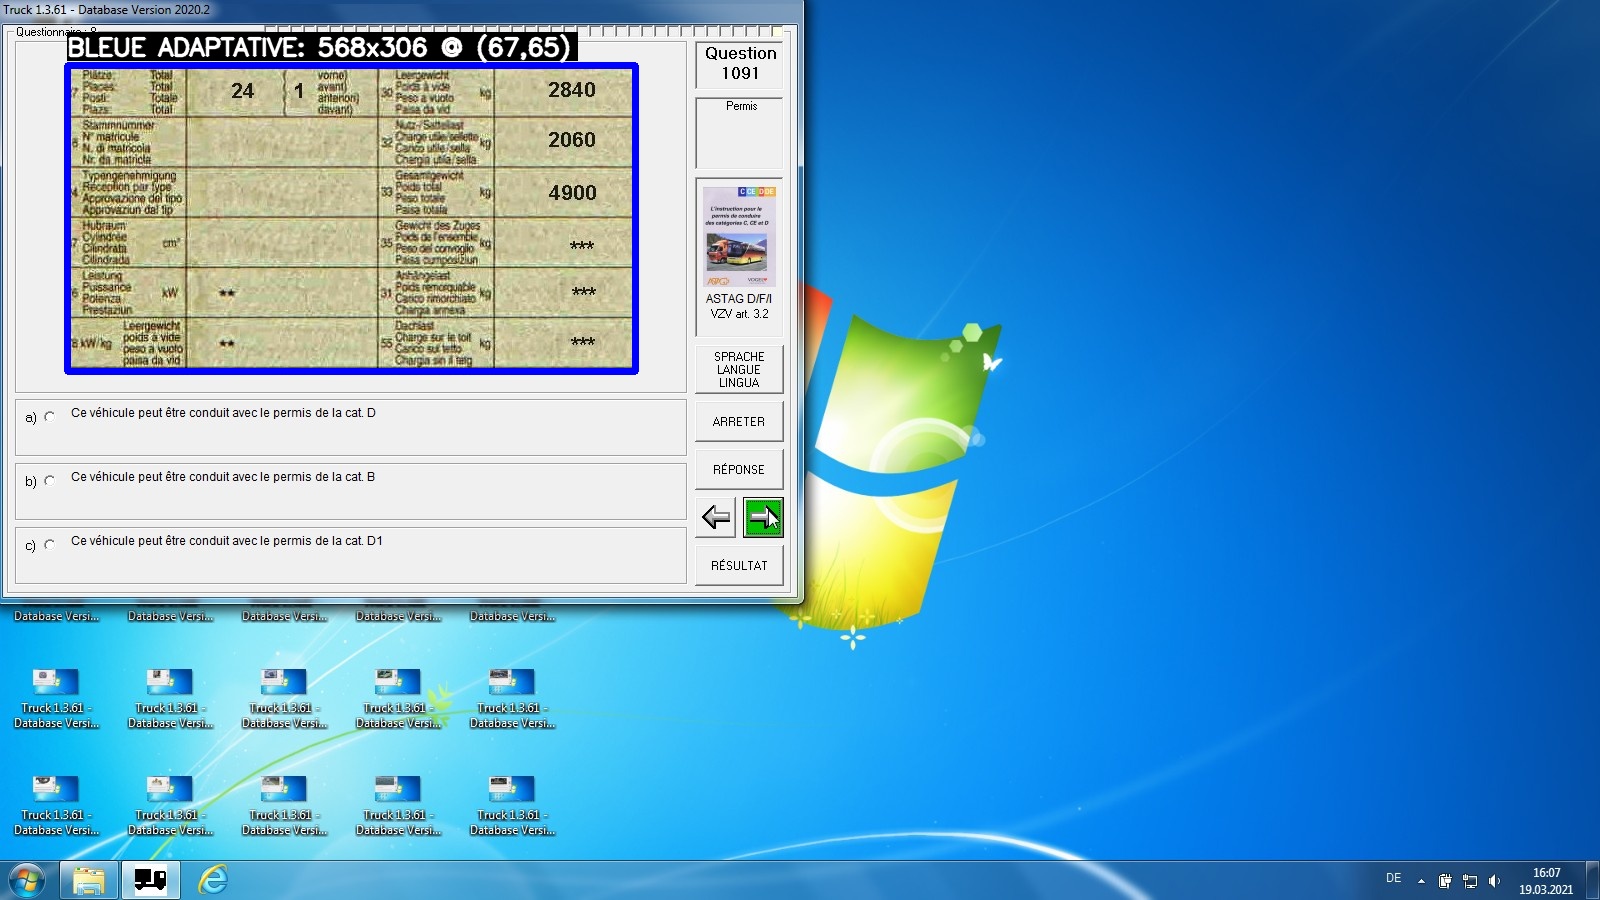 Truck 1.3.61 - Database Version 2020.2
Questionnaire : 8
BLEUE ADAPTATIVE: 568x306 @ (67,65)
Plätze: Total
Places: Total
Posti: Totale
Plazs: Total
24
1
vorne)
avant)
anteriori)
davant)
30
Leergewicht
Poids à vide
Peso a vuoto
Paisa da vid
kg
2840
Stammnummer
N° matricule
N. di matricola
Nr. da matricla
32
Nutz-/Sattellast
Charge utile/sellette
Carico utile/sella
Chargia utila/sella
kg
2060
Typengenehmigung
Réception par type
Approvazione del tipo
Approvaziun dal tip
33
Gesamtgewicht
Poids total
Peso totale
Paisa totala
kg
4900
Hubraum
Cylindrée
Cilindrata
Cilindrada
cm³
35
Gewicht des Zuges
Poids de l'ensemble
Peso del convoglio
Paisa cumposiziun
kg
***
Leistung
Puissance
Potenza
Prestaziun
kW
**
31
Anhängelast
Poids remorquable
Carico rimorchiato
Chargia annexa
kg
***
kW/kg
Leergewicht
poids à vide
peso a vuoto
paisa da vid
**
55
Dachlast
Charge sur le toit
Carico sul tetto
Chargia sin il tetg
kg
***
a) Ce véhicule peut être conduit avec le permis de la cat. D
b) Ce véhicule peut être conduit avec le permis de la cat. B
c) Ce véhicule peut être conduit avec le permis de la cat. D1
Question
1091
Permis
C CE D DE
L'instruction pour le
permis de conduire
des catégories C, CE et D
ASTAG D/F/I
VZV art. 3.2
SPRACHE
LANGUE
LINGUA
ARRETER
RÉPONSE
RÉSULTAT
Database Versi...
Database Versi...
Database Versi...
Database Versi...
Database Versi...
Truck 1.3.61 -
Database Versi...
Truck 1.3.61 -
Database Versi...
Truck 1.3.61 -
Database Versi...
Truck 1.3.61 -
Database Versi...
Truck 1.3.61 -
Database Versi...
Truck 1.3.61 -
Database Versi...
Truck 1.3.61 -
Database Versi...
Truck 1.3.61 -
Database Versi...
Truck 1.3.61 -
Database Versi...
Truck 1.3.61 -
Database Versi...
DE
16:07
19.03.2021